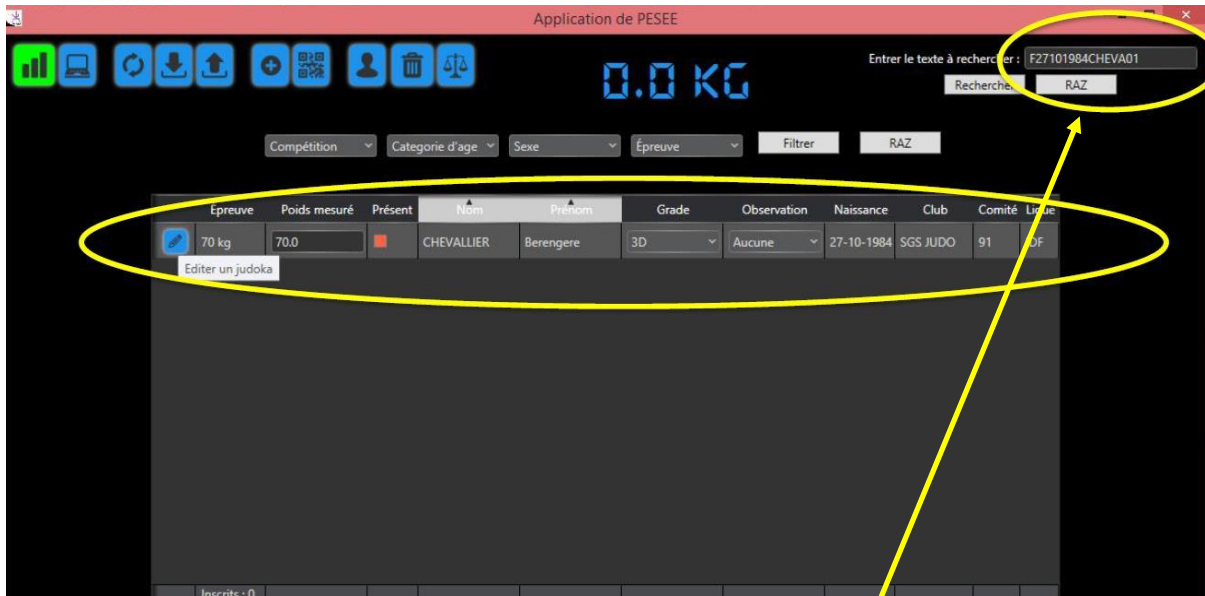 Application de PESEE
Entrer le texte à rechercher : F27101984CHEVA01
0.0 KG
Rechercher RAZ
Compétition Categorie d'age Sexe Épreuve Filtrer RAZ
Epreuve Poids mesuré Présent Nom Prénom Grade Observation Naissance Club Comité Ligue
70 kg 70.0 CHEVALLIER Berengere 3D Aucune 27-10-1984 SGS JUDO 91 IDF
Editer un judoka
Inscrits : 0